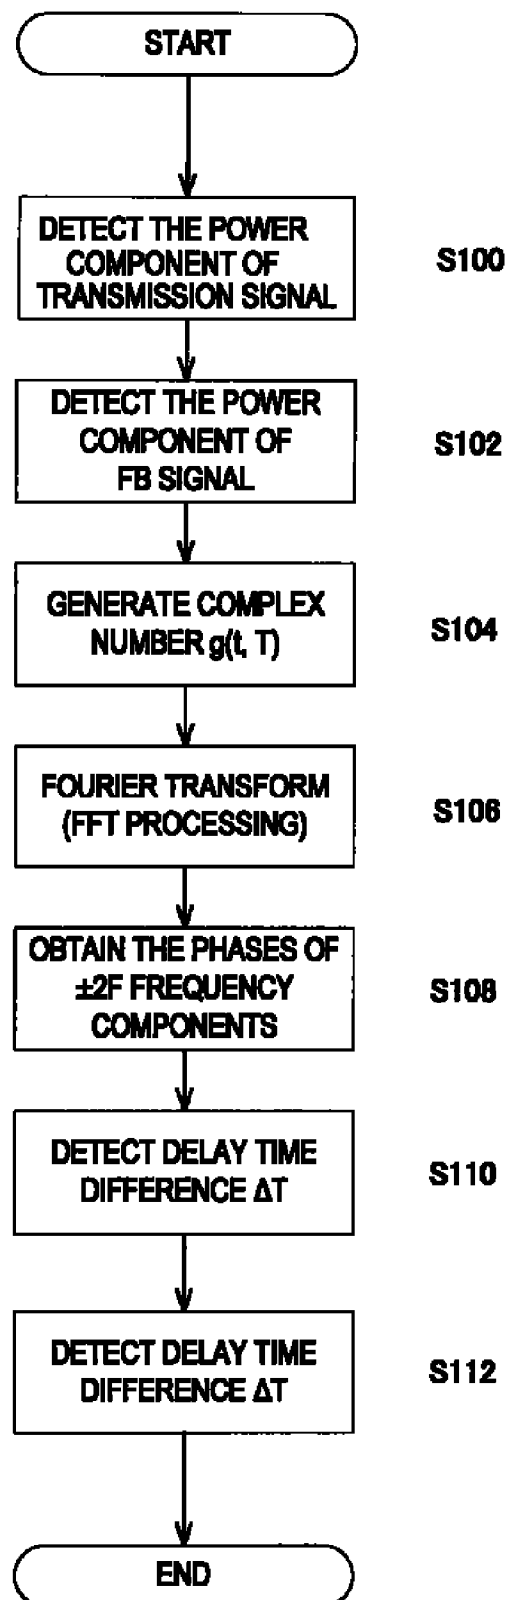 START
DETECT THE POWER
COMPONENT OF
TRANSMISSION SIGNAL
S100
DETECT THE POWER
COMPONENT OF
FB SIGNAL
S102
GENERATE COMPLEX
NUMBER g(t, T)
S104
FOURIER TRANSFORM
(FFT PROCESSING)
S106
OBTAIN THE PHASES OF
±2F FREQUENCY
COMPONENTS
S108
DETECT DELAY TIME
DIFFERENCE ΔT
S110
DETECT DELAY TIME
DIFFERENCE ΔT
S112
END